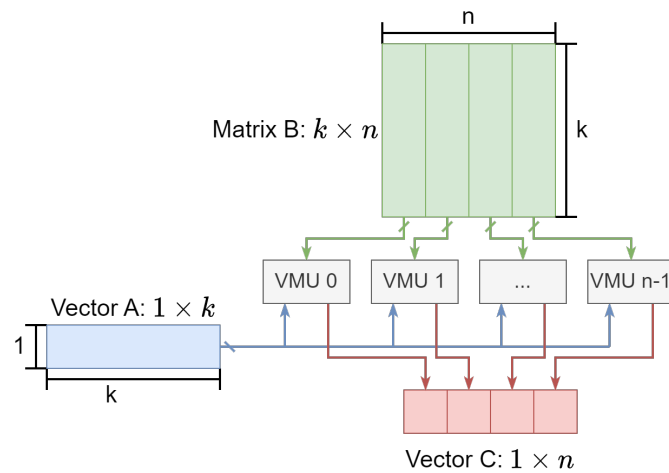 n
Matrix B: k × n
k
VMU 0
VMU 1
...
VMU n-1
Vector A: 1 × k
1
k
Vector C: 1 × n